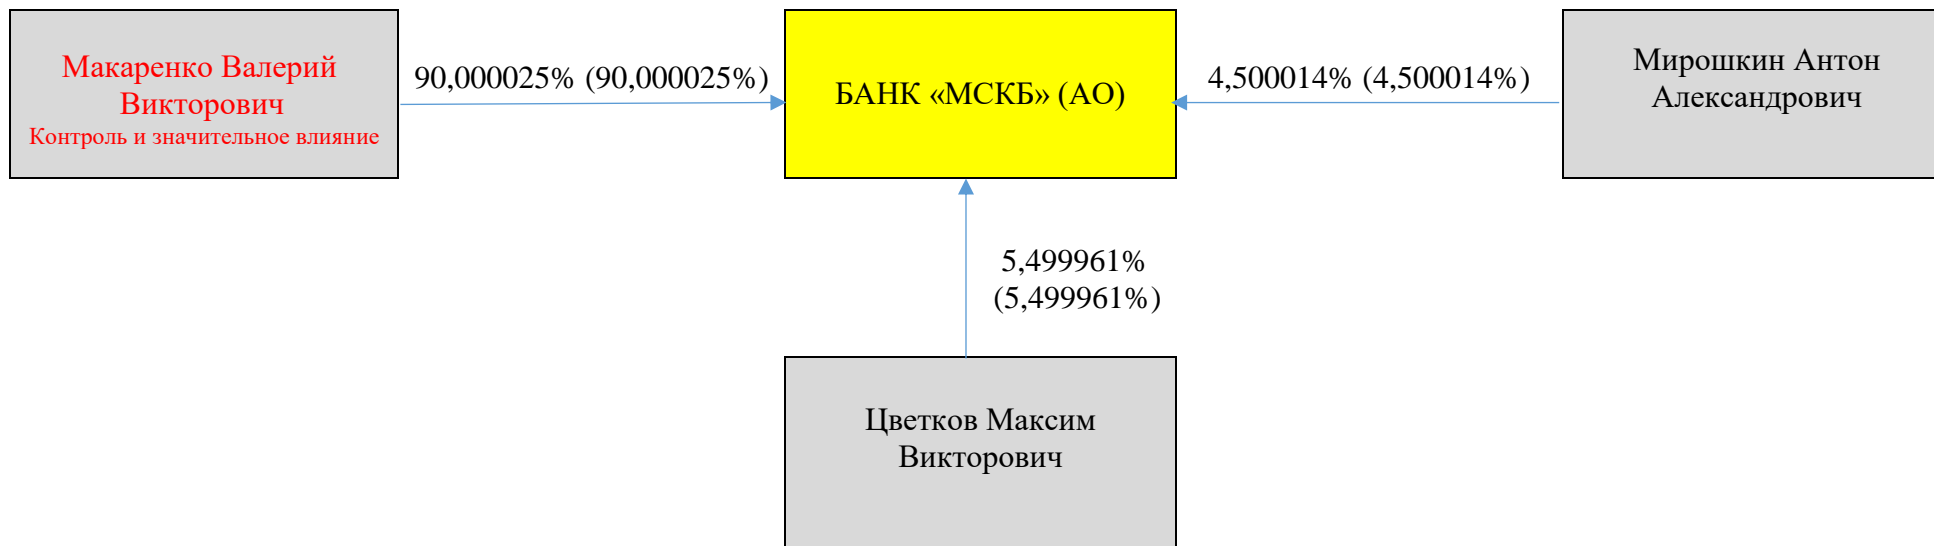 Макаренко Валерий
Викторович
Контроль и значительное влияние
90,000025% (90,000025%)
БАНК «МСКБ» (АО)
4,500014% (4,500014%)
Мирошкин Антон
Александрович
5,499961%
(5,499961%)
Цветков Максим
Викторович